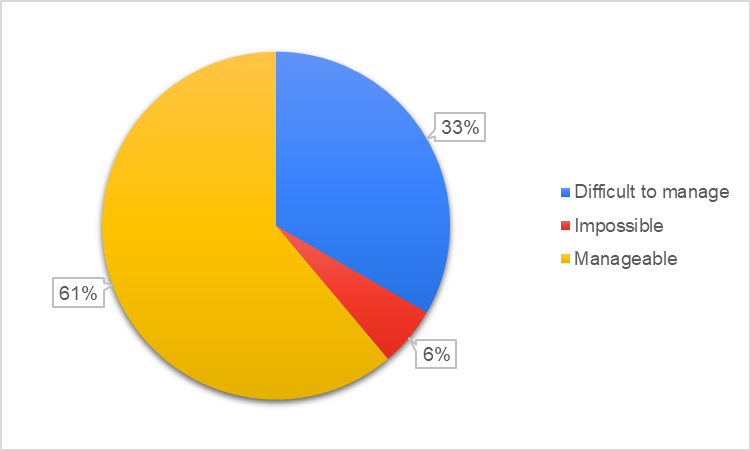 33%
Difficult to manage
Impossible
Manageable
61%
6%